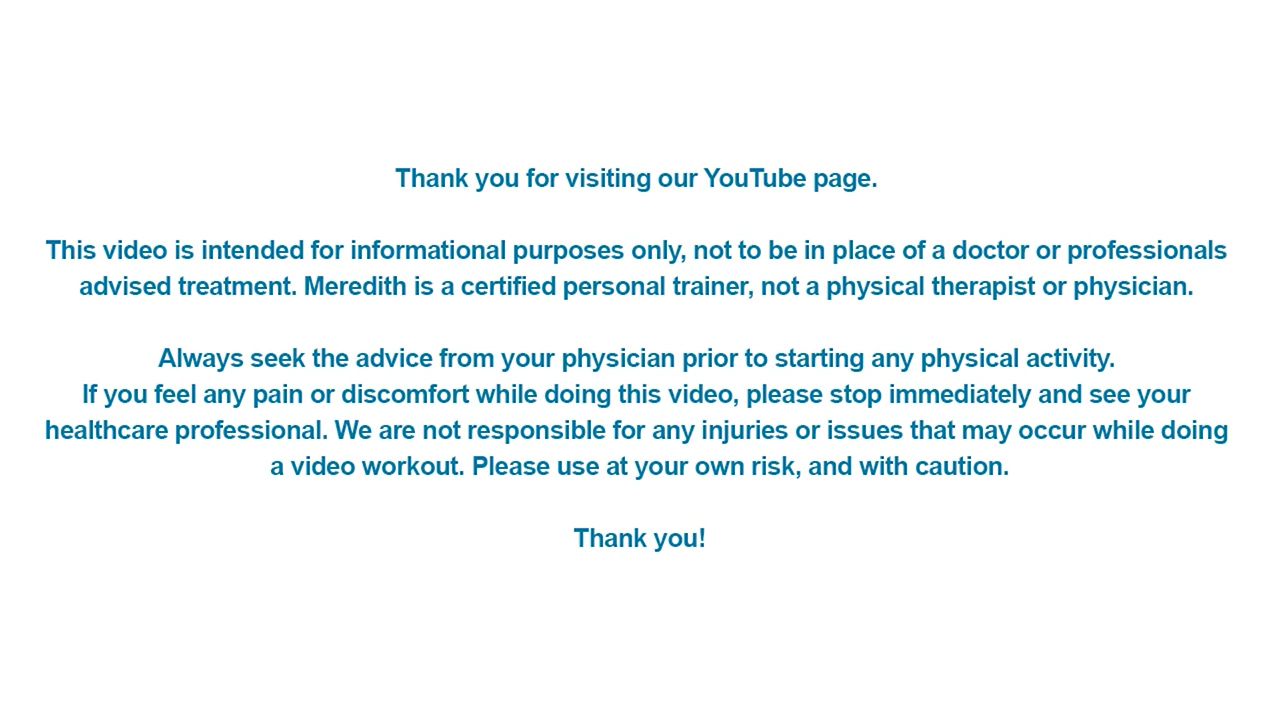 Thank you for visiting our YouTube page.
This video is intended for informational purposes only, not to be in place of a doctor or professionals
advised treatment. Meredith is a certified personal trainer, not a physical therapist or physician.
Always seek the advice from your physician prior to starting any physical activity.
If you feel any pain or discomfort while doing this video, please stop immediately and see your
healthcare professional. We are not responsible for any injuries or issues that may occur while doing
a video workout. Please use at your own risk, and with caution.
Thank you!